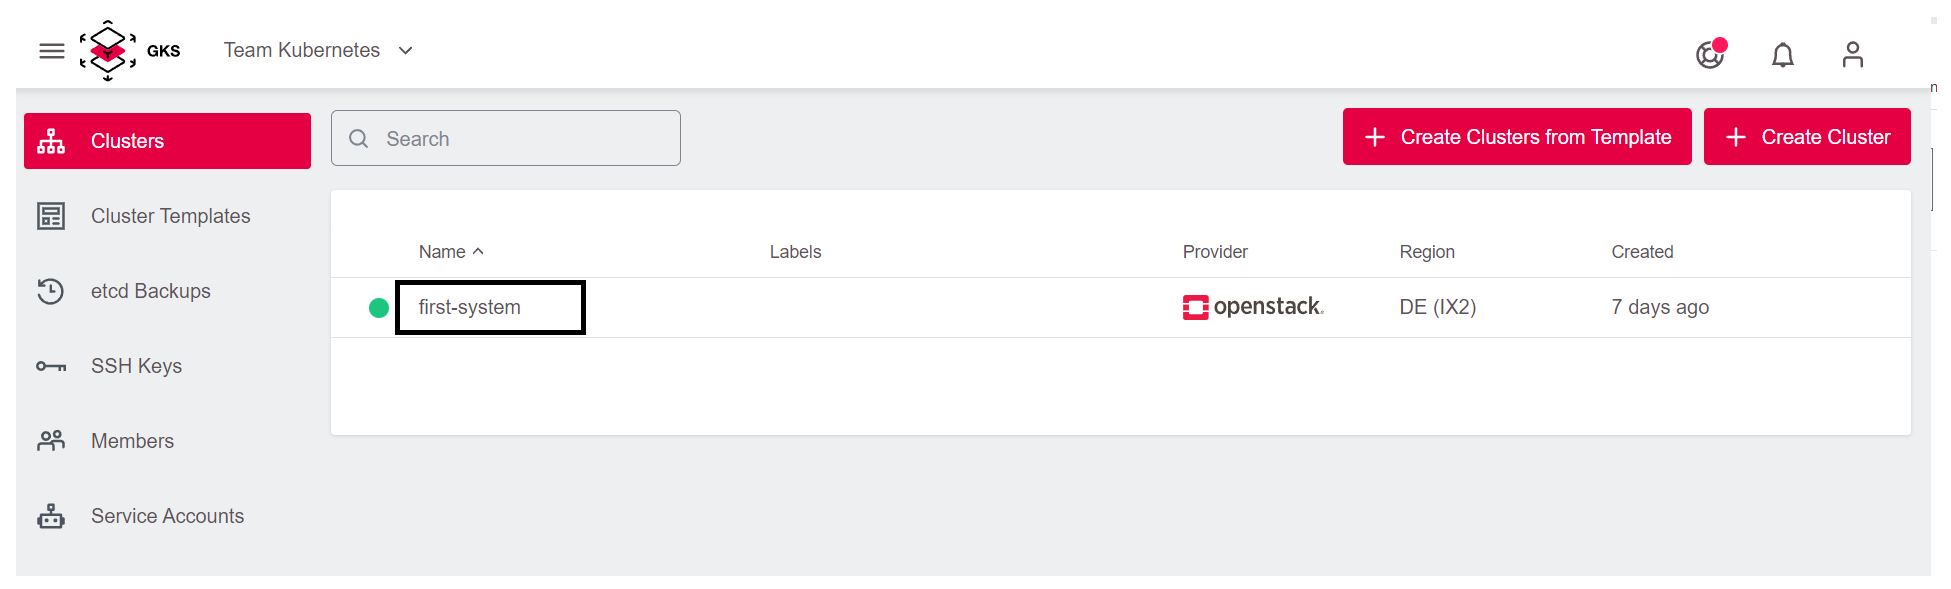 GKS
Team Kubernetes
Clusters
Search
Create Clusters from Template
Create Cluster
Cluster Templates
etcd Backups
SSH Keys
Members
Service Accounts
Name
Labels
Provider
Region
Created
first-system
openstack.
DE (IX2)
7 days ago